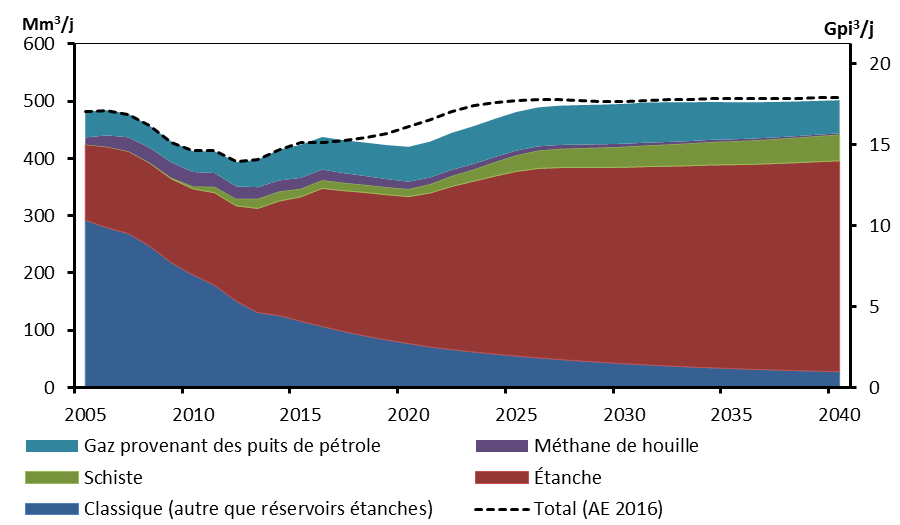 Mm³/j
Gpi³/j
600
500
400
300
200
100
0
20
15
10
5
0
2005 2010 2015 2020 2025 2030 2035 2040
Gaz provenant des puits de pétrole
Méthane de houille
Schiste
Étanche
Classique (autre que réservoirs étanches)
Total (AE 2016)